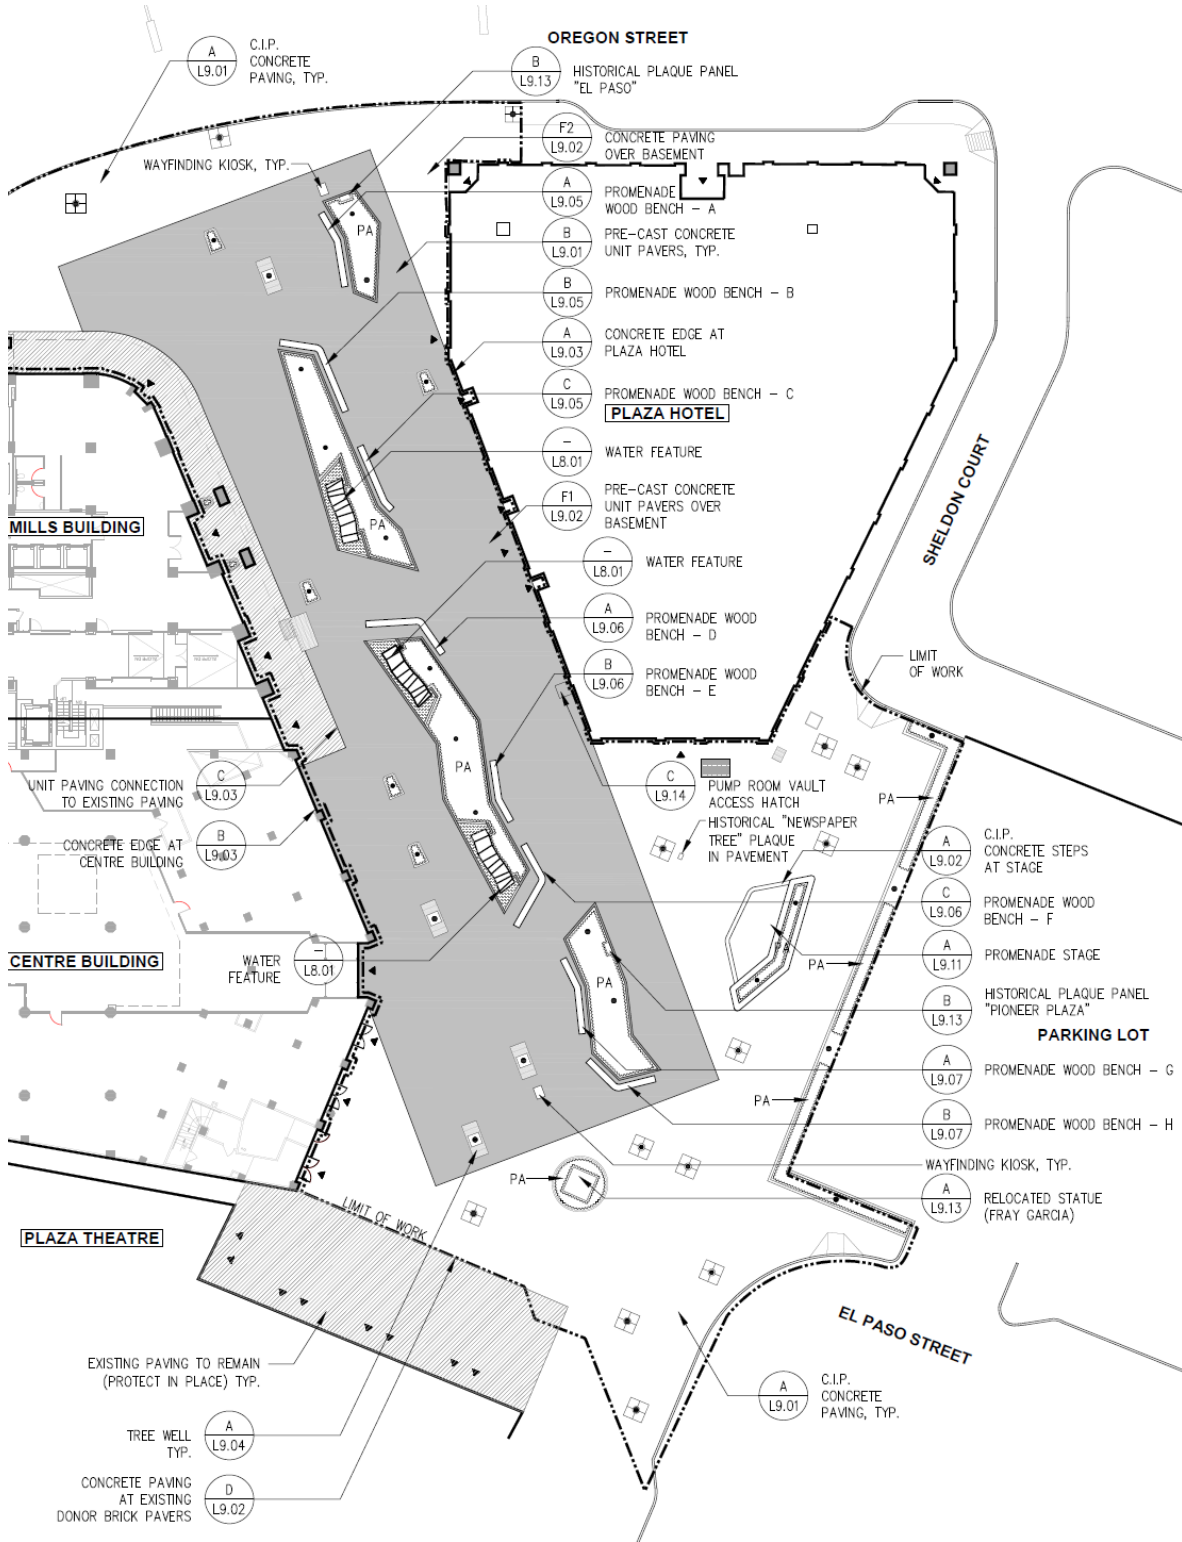 OREGON STREET
A
L9.01
C.I.P.
CONCRETE
PAVING, TYP.
B
L9.13
HISTORICAL PLAQUE PANEL
"EL PASO"
F2
L9.02
CONCRETE PAVING
OVER BASEMENT
WAYFINDING KIOSK, TYP.
A
L9.05
PROMENADE
WOOD BENCH - A
PA
B
L9.01
PRE-CAST CONCRETE
UNIT PAVERS, TYP.
B
L9.05
PROMENADE WOOD BENCH - B
A
L9.03
CONCRETE EDGE AT
PLAZA HOTEL
C
L9.05
PROMENADE WOOD BENCH - C
PLAZA HOTEL
–
L8.01
WATER FEATURE
SHELDON COURT
F1
L9.02
PRE-CAST CONCRETE
UNIT PAVERS OVER
BASEMENT
PA
MILLS BUILDING
–
L8.01
WATER FEATURE
A
L9.06
PROMENADE WOOD
BENCH - D
B
L9.06
PROMENADE WOOD
BENCH - E
LIMIT
OF WORK
PA
C
L9.03
UNIT PAVING CONNECTION
TO EXISTING PAVING
C
L9.14
PUMP ROOM VAULT
ACCESS HATCH
PA
HISTORICAL "NEWSPAPER
TREE" PLAQUE
IN PAVEMENT
B
L9.03
CONCRETE EDGE AT
CENTRE BUILDING
A
L9.02
C.I.P.
CONCRETE STEPS
AT STAGE
C
L9.06
PROMENADE WOOD
BENCH - F
CENTRE BUILDING
WATER
FEATURE
–
L8.01
PA
PA
PA
A
L9.11
PROMENADE STAGE
B
L9.13
HISTORICAL PLAQUE PANEL
"PIONEER PLAZA"
PARKING LOT
A
L9.07
PROMENADE WOOD BENCH - G
PA
B
L9.07
PROMENADE WOOD BENCH - H
WAYFINDING KIOSK, TYP.
PA
A
L9.13
RELOCATED STATUE
(FRAY GARCIA)
LIMIT OF WORK
PLAZA THEATRE
EL PASO STREET
EXISTING PAVING TO REMAIN
(PROTECT IN PLACE) TYP.
A
L9.01
C.I.P.
CONCRETE
PAVING, TYP.
TREE WELL
TYP.
A
L9.04
CONCRETE PAVING
AT EXISTING
DONOR BRICK PAVERS
D
L9.02